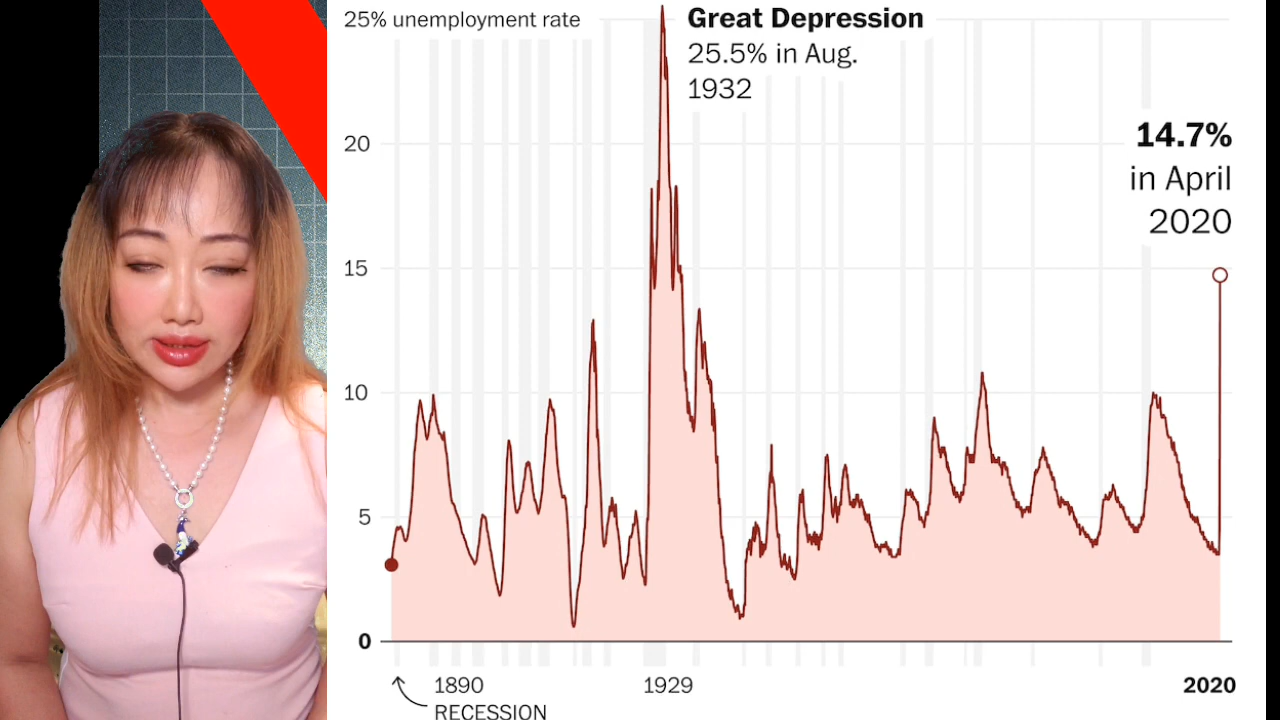 25% unemployment rate
Great Depression
25.5% in Aug.
1932
20
14.7%
in April
2020
15
10
5
0
1890
1929
2020
RECESSION